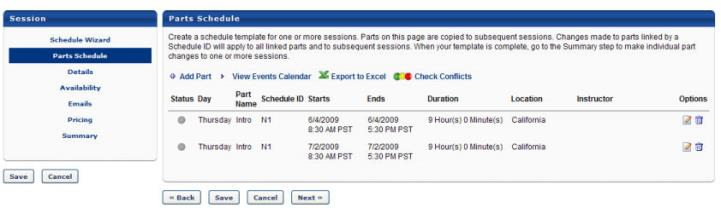 Session
Schedule Wizard
Parts Schedule
Details
Availability
Emails
Pricing
Summary
Save Cancel
Parts Schedule
Create a schedule template for one or more sessions. Parts on this page are copied to subsequent sessions. Changes made to parts linked by a
Schedule ID will apply to all linked parts and to subsequent sessions. When your template is complete, go to the Summary step to make individual part
changes to one or more sessions.
Add Part View Events Calendar Export to Excel Check Conflicts
Status Day Part Name Schedule ID Starts Ends Duration Location Instructor Options
Thursday Intro N1 6/4/2009 6/4/2009 9 Hour(s) 0 Minute(s) California
8:30 AM PST 5:30 PM PST
Thursday Intro N1 7/2/2009 7/2/2009 9 Hour(s) 0 Minute(s) California
8:30 AM PST 5:30 PM PST
« Back Save Cancel Next »